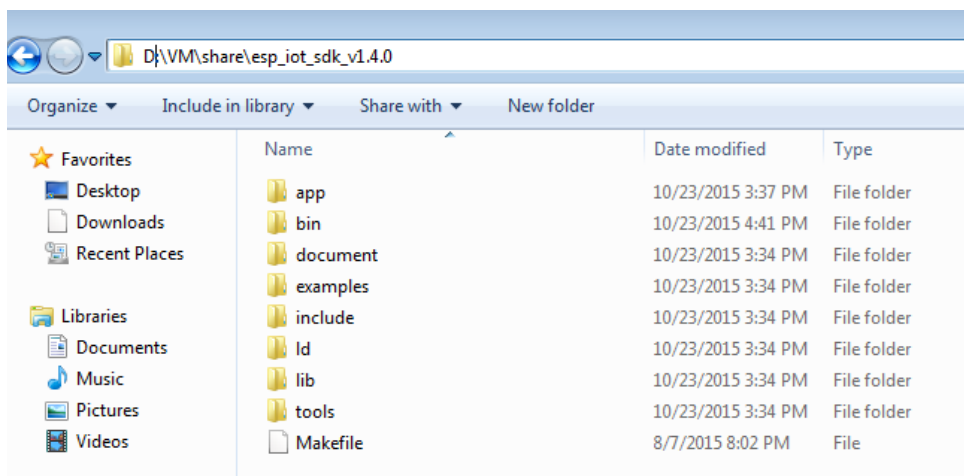 D:\VM\share\esp_iot_sdk_v1.4.0
Organize Include in library Share with New folder
Favorites
Desktop
Downloads
Recent Places
Libraries
Documents
Music
Pictures
Videos
Name Date modified Type
app 10/23/2015 3:37 PM File folder
bin 10/23/2015 4:41 PM File folder
document 10/23/2015 3:34 PM File folder
examples 10/23/2015 3:34 PM File folder
include 10/23/2015 3:34 PM File folder
ld 10/23/2015 3:34 PM File folder
lib 10/23/2015 3:34 PM File folder
tools 10/23/2015 3:34 PM File folder
Makefile 8/7/2015 8:02 PM File